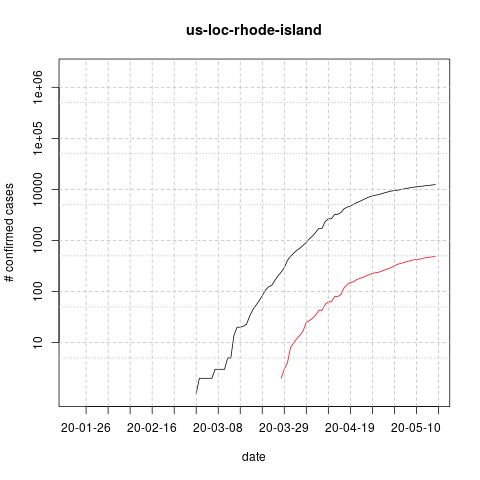 us-loc-rhode-island
# confirmed cases
1e+06
1e+05
10000
1000
100
10
20-01-26 20-02-16 20-03-08 20-03-29 20-04-19 20-05-10
date